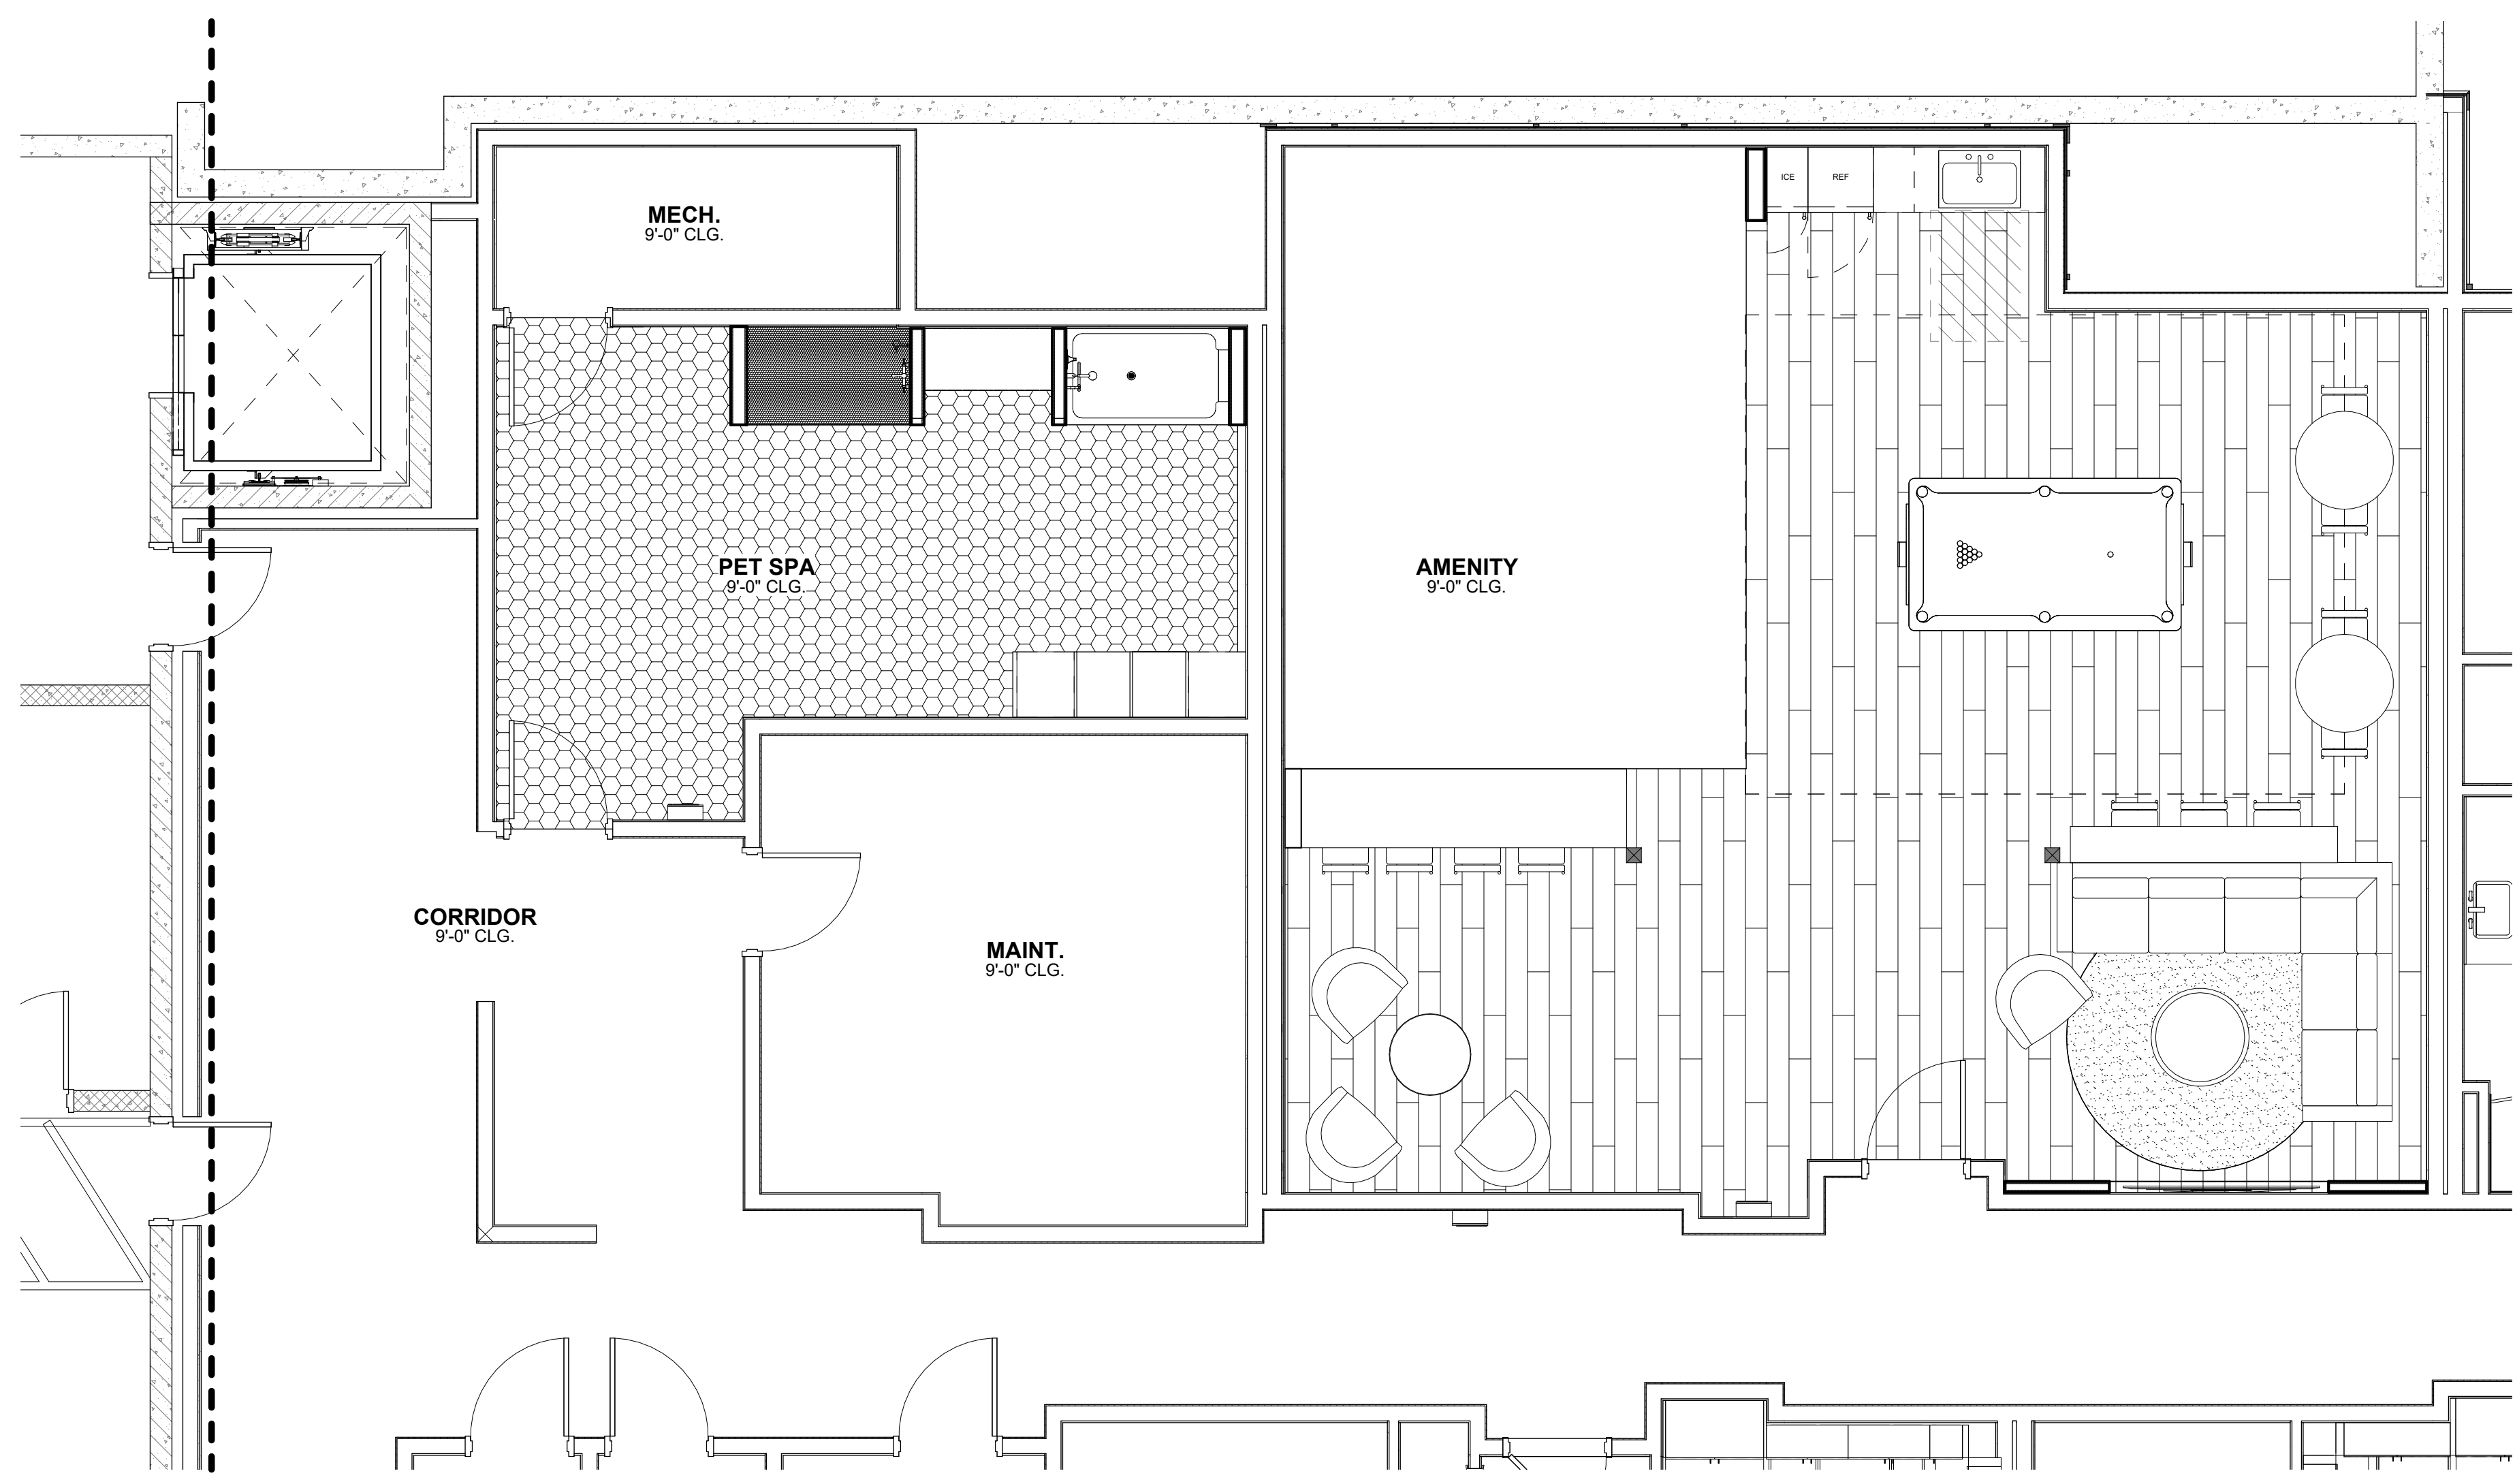 MECH.
9'-0" CLG.
ICE
REF
PET SPA
9'-0" CLG.
AMENITY
9'-0" CLG.
CORRIDOR
9'-0" CLG.
MAINT.
9'-0" CLG.